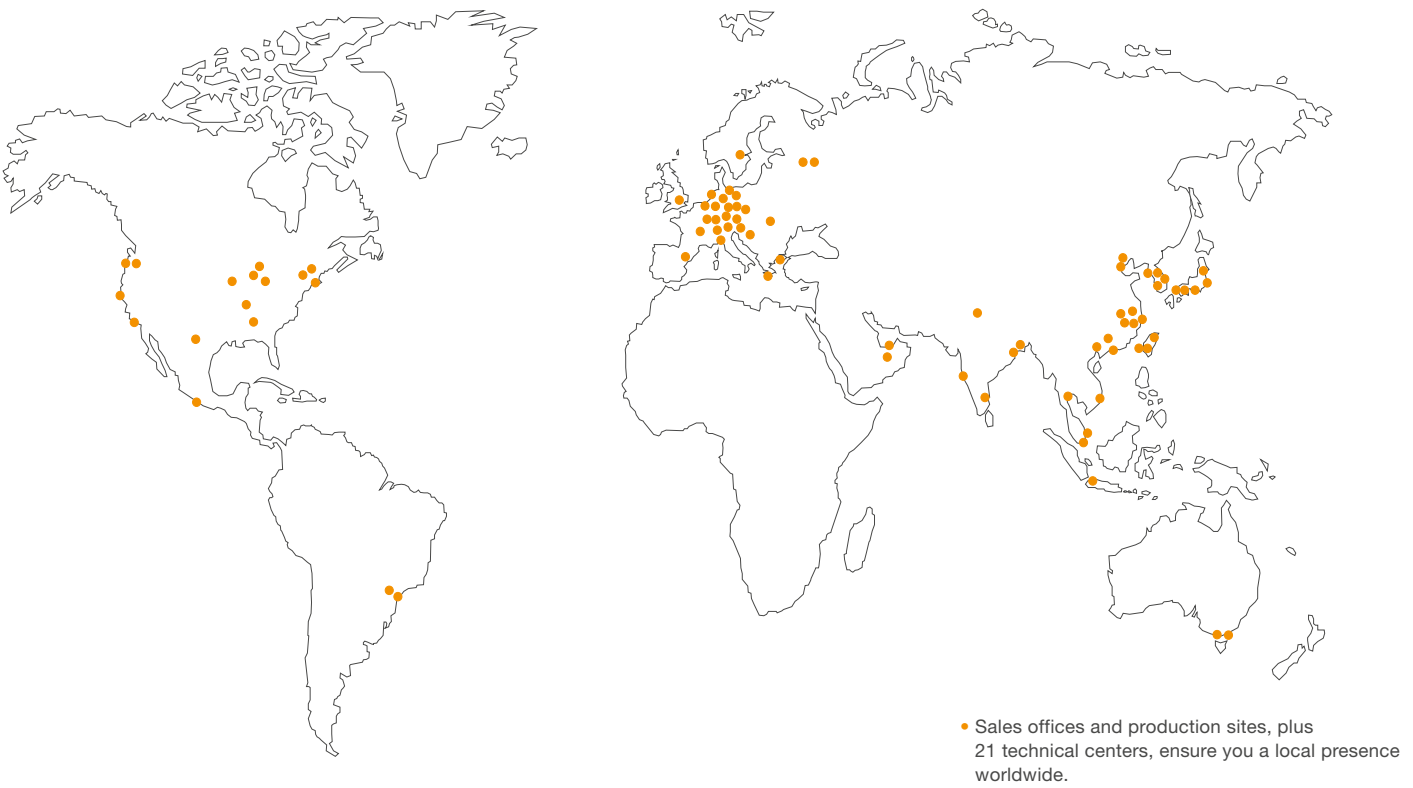 Sales offices and production sites, plus
21 technical centers, ensure you a local presence
worldwide.